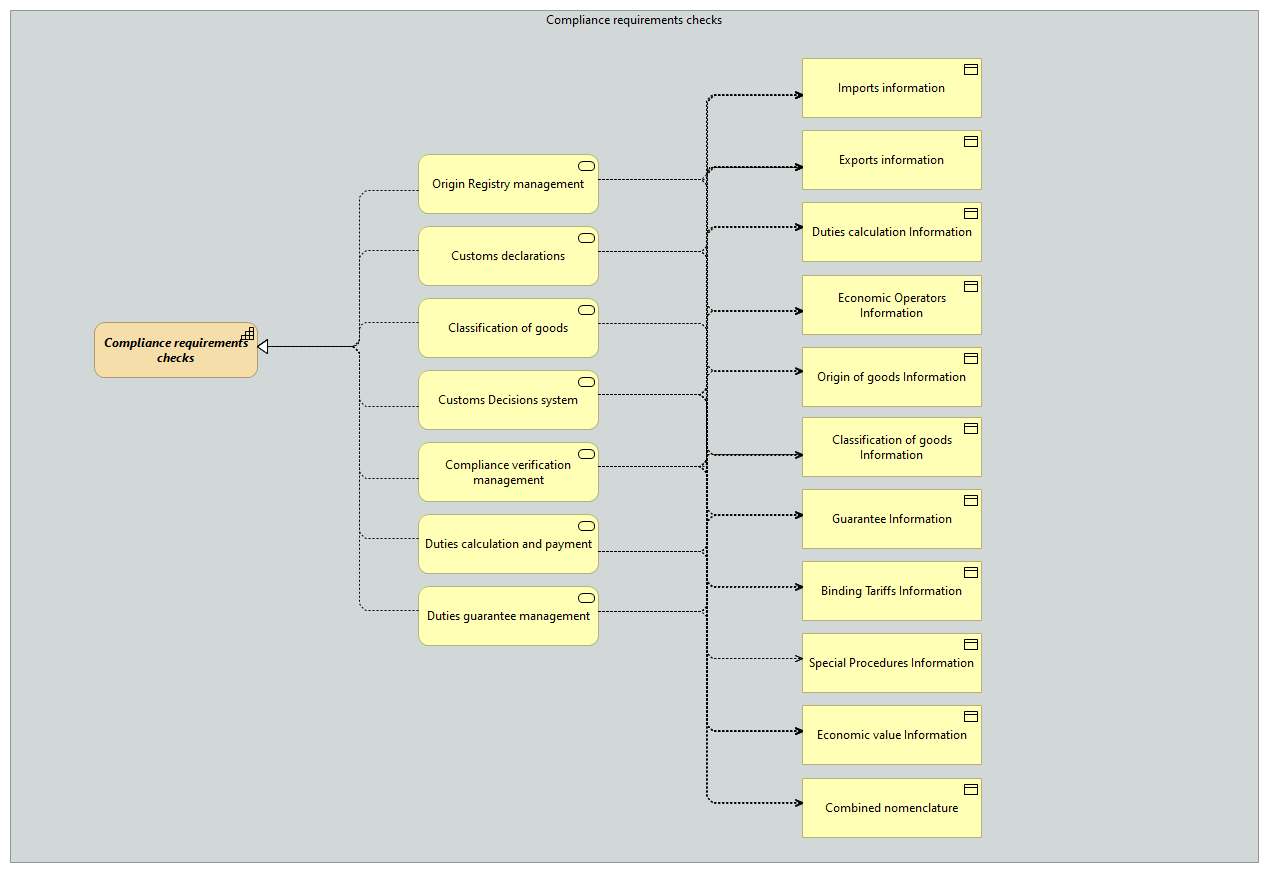 Compliance requirements checks
Compliance requirements
checks
Origin Registry management
Customs declarations
Classification of goods
Customs Decisions system
Compliance verification
management
Duties calculation and payment
Duties guarantee management
Imports information
Exports information
Duties calculation Information
Economic Operators
Information
Origin of goods Information
Classification of goods
Information
Guarantee Information
Binding Tariffs Information
Special Procedures Information
Economic value Information
Combined nomenclature